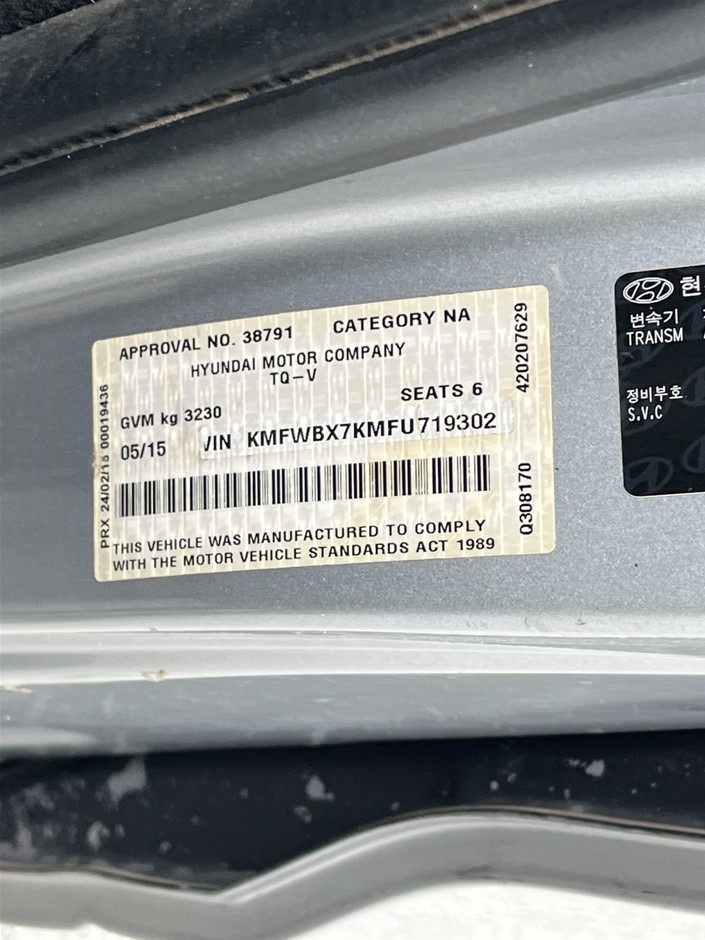 APPROVAL NO. 38791 CATEGORY NA
HYUNDAI MOTOR COMPANY
TQ-V
SEATS 6
GVM kg 3230
05/15 VIN KMFWBX7KMFU719302
THIS VEHICLE WAS MANUFACTURED TO COMPLY
WITH THE MOTOR VEHICLE STANDARDS ACT 1989
PRX 24/02/15 00019436
420207629
Q308170
현
변속기
TRANSM
정비부호
S.V.C